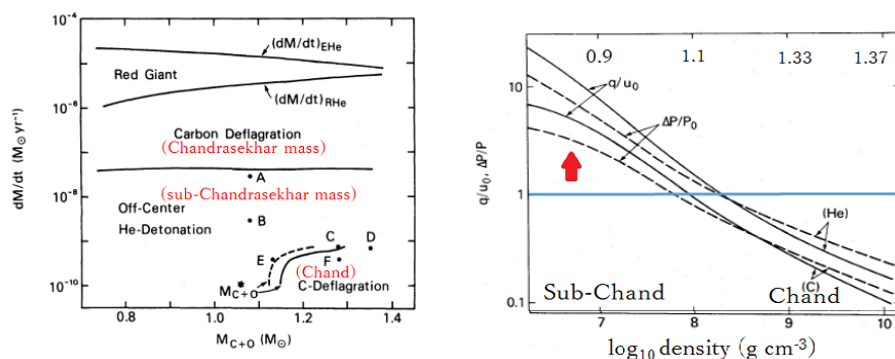 10⁻⁴
10⁻⁶
10⁻⁸
10⁻¹⁰
dM/dt (M⊙ yr⁻¹)
(dM/dt)EHe
Red Giant
(dM/dt)RHe
Carbon Deflagration
(Chandrasekhar mass)
A
(sub-Chandrasekhar mass)
Off-Center
He-Detonation
B
C
D
E
F
(Chand)
C-Deflagration
MC+O
0.8
1.0
1.2
1.4
MC+O (M⊙)
0.9
1.1
1.33
1.37
10
1
0.1
q/u₀, ΔP/P
q/u₀
ΔP/P₀
(He)
(C)
Sub-Chand
Chand
7
8
9
10
log₁₀ density (g cm⁻³)